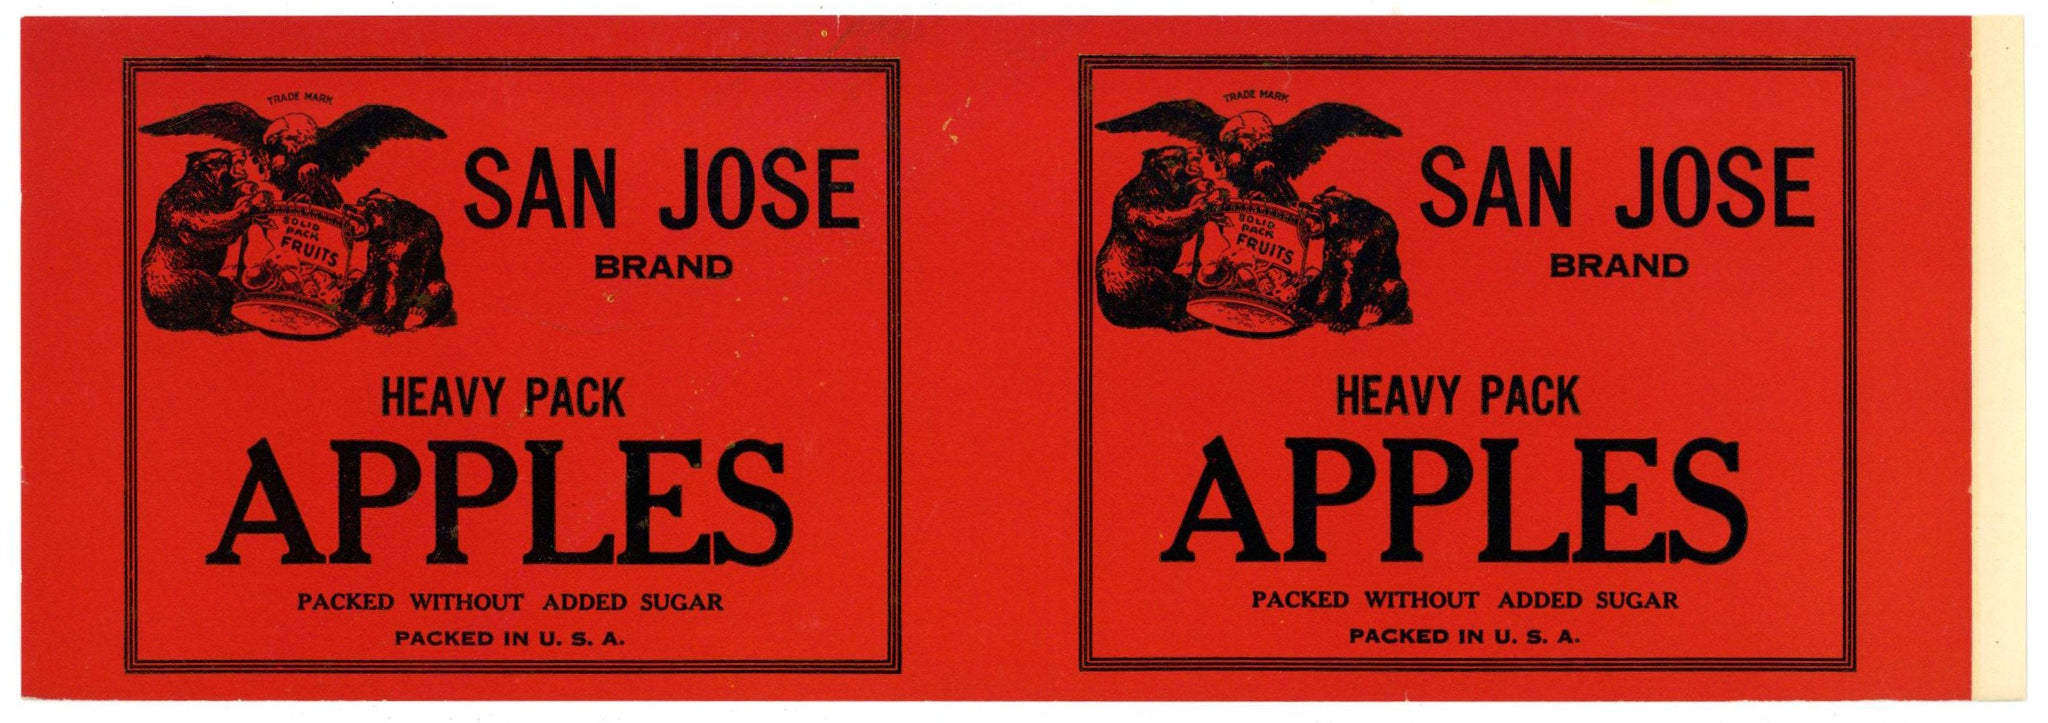 TRADE MARK
SOLID
PACK
FRUITS
SAN JOSE
BRAND
HEAVY PACK
APPLES
PACKED WITHOUT ADDED SUGAR
PACKED IN U. S. A.
TRADE MARK
SOLID
PACK
FRUITS
SAN JOSE
BRAND
HEAVY PACK
APPLES
PACKED WITHOUT ADDED SUGAR
PACKED IN U. S. A.